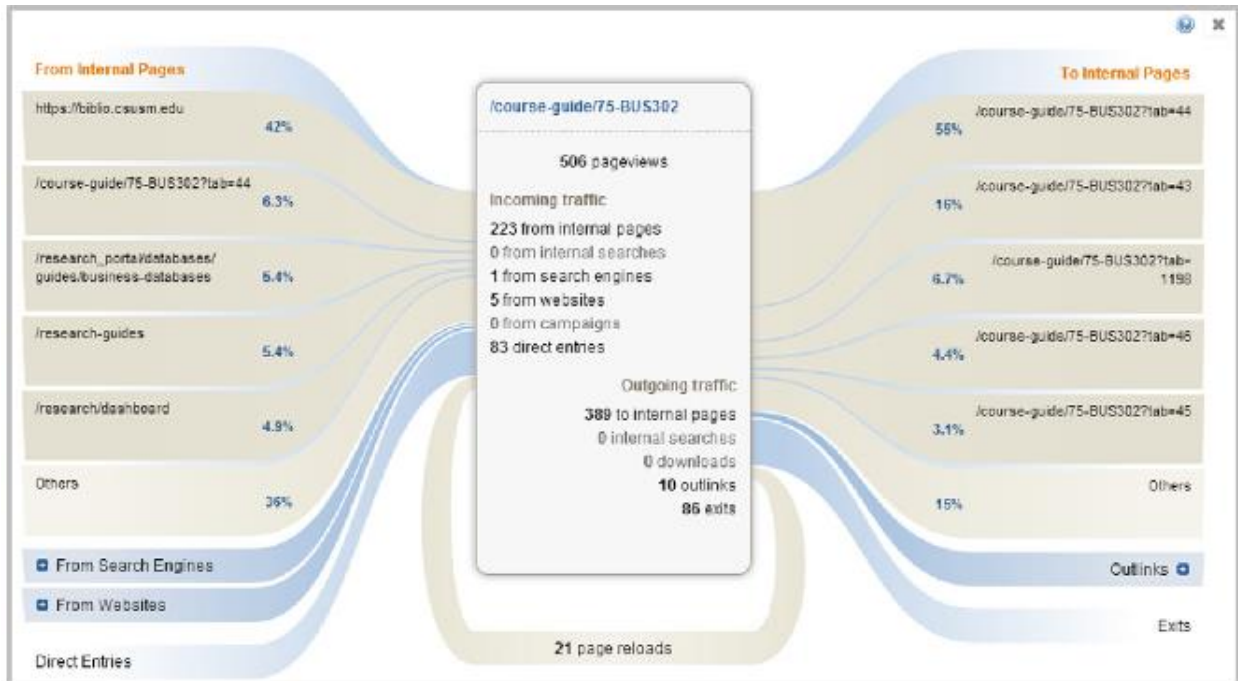 From Internal Pages
https://biblio.csusm.edu
42%
/course-guide/75-BUS302?tab=44
6.3%
/research_portal/databases/
guides/business-databases
5.4%
/research-guides
5.4%
/research/dashboard
4.9%
Others
36%
From Search Engines
From Websites
Direct Entries
/course-guide/75-BUS302
506 pageviews
Incoming traffic
223 from internal pages
0 from internal searches
1 from search engines
5 from websites
0 from campaigns
83 direct entries
Outgoing traffic
389 to internal pages
0 internal searches
0 downloads
10 outlinks
86 exits
21 page reloads
To Internal Pages
/course-guide/75-BUS302?tab=44
55%
/course-guide/75-BUS302?tab=43
16%
/course-guide/75-BUS302?tab=
1198
6.7%
/course-guide/75-BUS302?tab=46
4.4%
/course-guide/75-BUS302?tab=45
3.1%
Others
15%
Outlinks
Exits